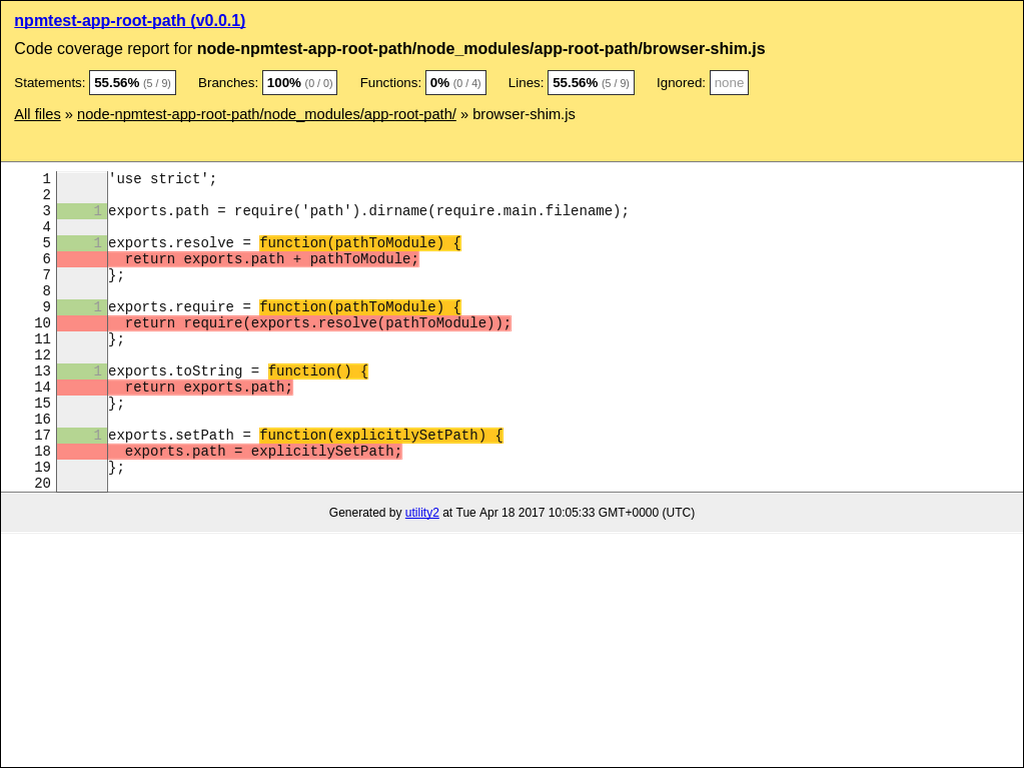 npmtest-app-root-path (v0.0.1)
Code coverage report for node-npmtest-app-root-path/node_modules/app-root-path/browser-shim.js
Statements: 55.56% (5 / 9) Branches: 100% (0 / 0) Functions: 0% (0 / 4) Lines: 55.56% (5 / 9) Ignored: none
All files » node-npmtest-app-root-path/node_modules/app-root-path/ » browser-shim.js
1 'use strict';
2
3 1 exports.path = require('path').dirname(require.main.filename);
4
5 1 exports.resolve = function(pathToModule) {
6   return exports.path + pathToModule;
7 };
8
9 1 exports.require = function(pathToModule) {
10   return require(exports.resolve(pathToModule));
11 };
12
13 1 exports.toString = function() {
14   return exports.path;
15 };
16
17 1 exports.setPath = function(explicitlySetPath) {
18   exports.path = explicitlySetPath;
19 };
20
Generated by utility2 at Tue Apr 18 2017 10:05:33 GMT+0000 (UTC)